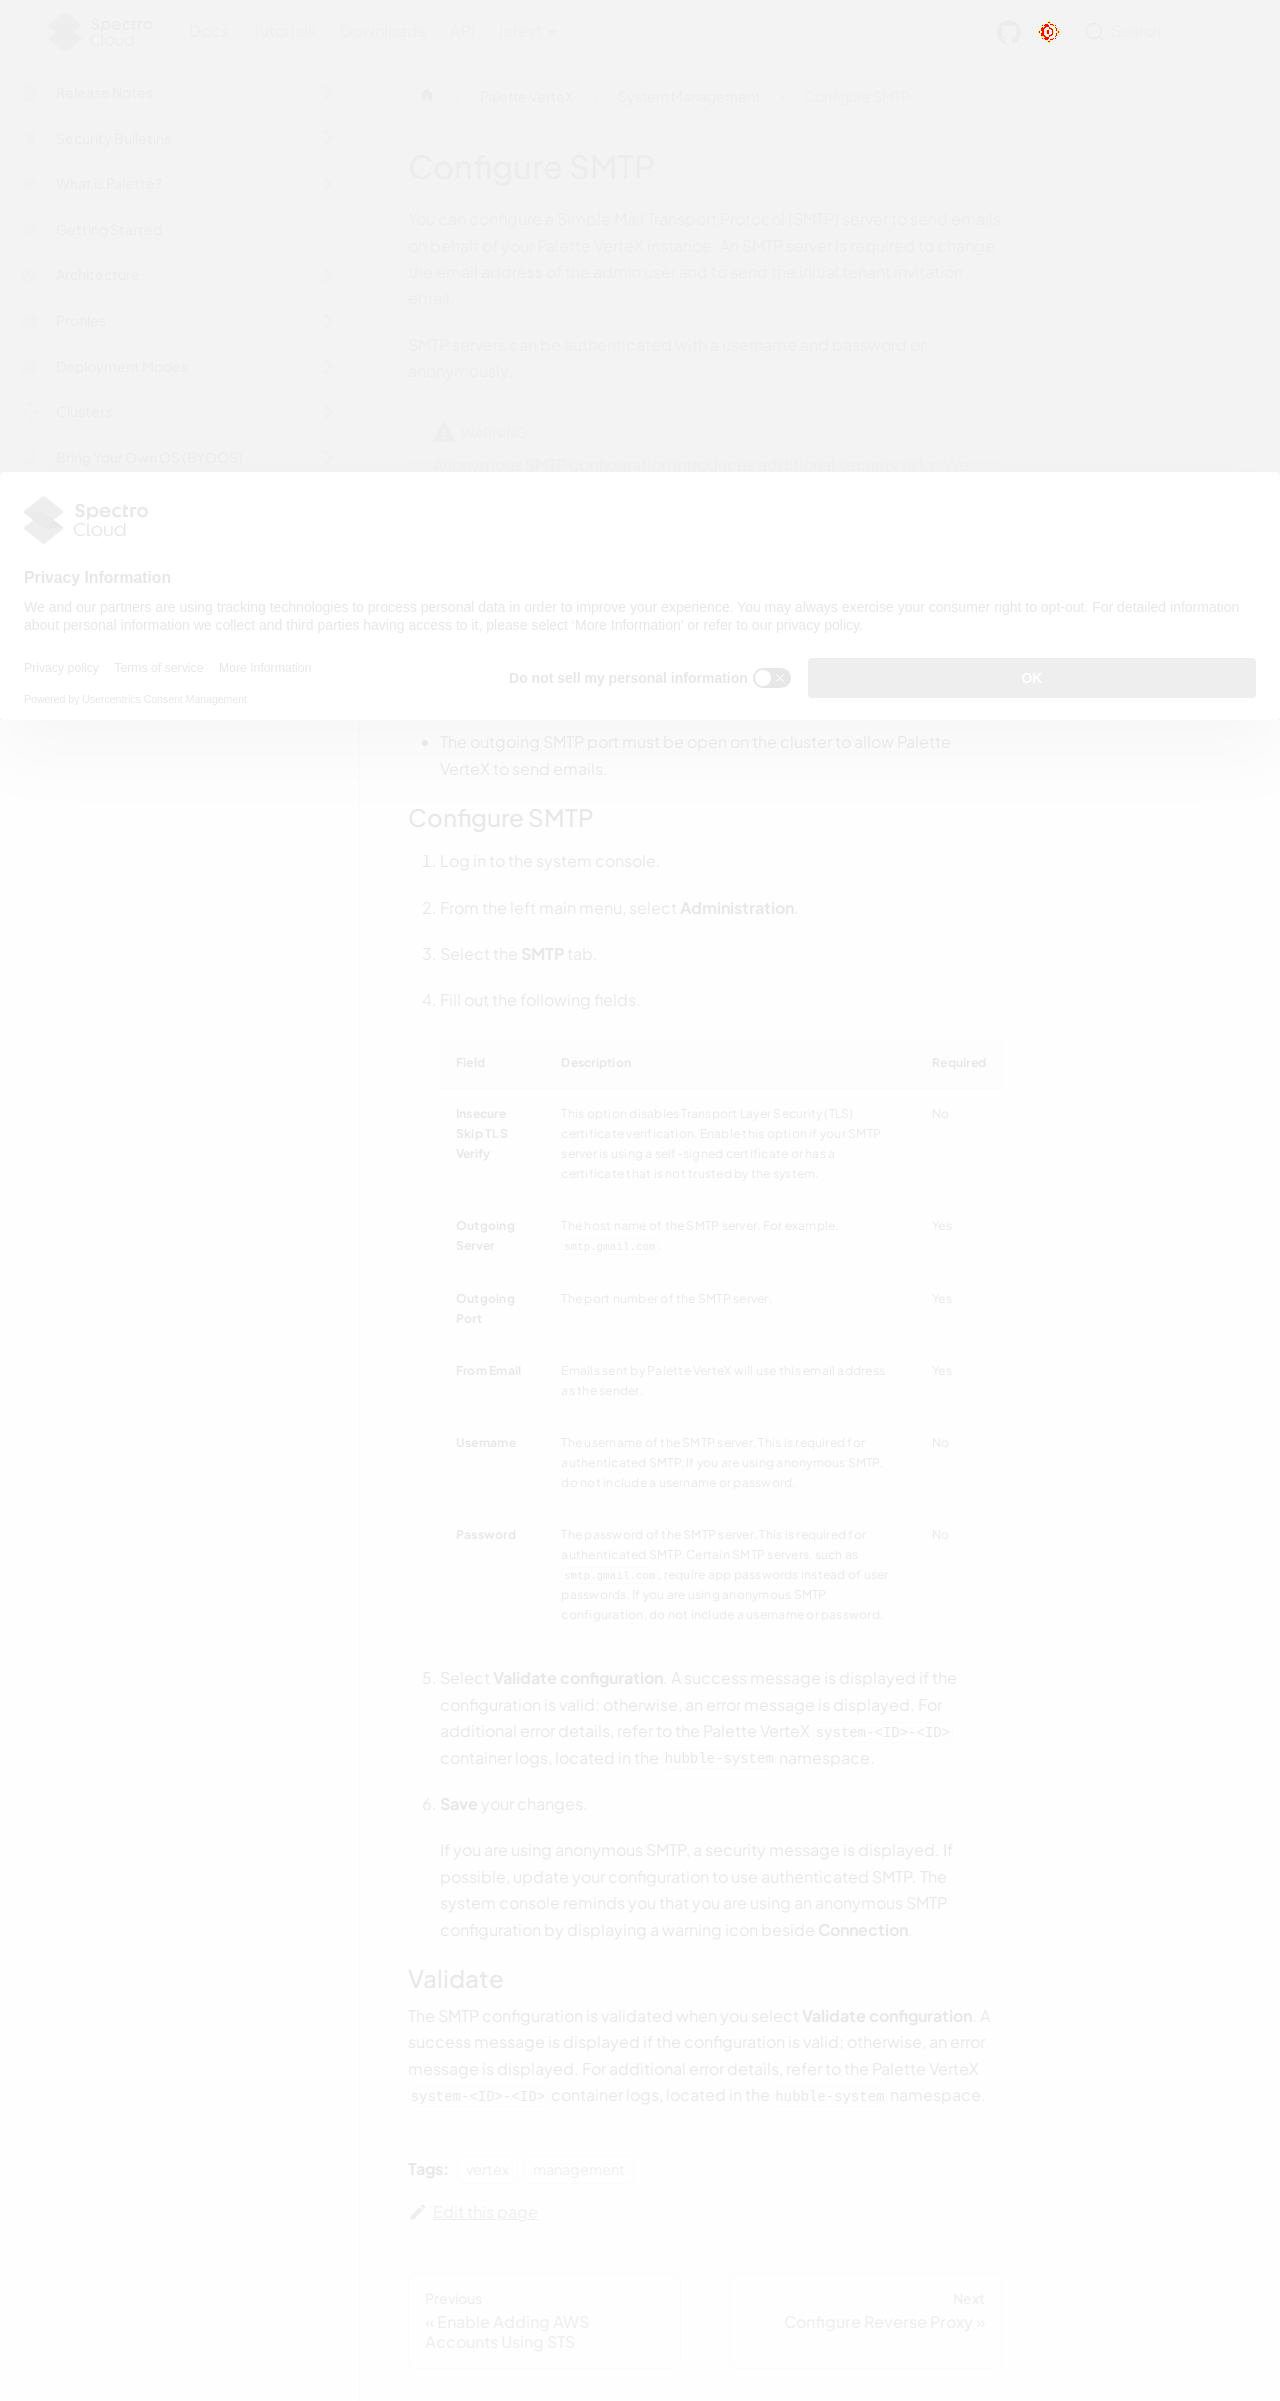 Spectro
Cloud
Docs Tutorials Downloads API latest
Search
Release Notes
Security Bulletins
What is Palette?
Getting Started
Architecture
Profiles
Deployment Modes
Clusters
Bring Your Own OS (BYOOS)
Palette VerteX
System Management
Configure SMTP
Configure SMTP
You can configure a Simple Mail Transport Protocol (SMTP) server to send emails
on behalf of your Palette VerteX instance. An SMTP server is required to change
the email address of the admin user and to send the initial tenant invitation
email.
SMTP servers can be authenticated with a username and password or
anonymously.
WARNING
Spectro
Cloud
Privacy Information
We and our partners are using tracking technologies to process personal data in order to improve your experience. You may always exercise your consumer right to opt-out. For detailed information
about personal information we collect and third parties having access to it, please select 'More Information' or refer to our privacy policy.
Privacy policy Terms of service More Information
Powered by Usercentrics Consent Management
Do not sell my personal information
OK
• The outgoing SMTP port must be open on the cluster to allow Palette
VerteX to send emails.
Configure SMTP
1. Log in to the system console.
2. From the left main menu, select Administration.
3. Select the SMTP tab.
4. Fill out the following fields.
Field Description Required
Insecure Skip TLS Verify This option disables Transport Layer Security (TLS) No
certificate verification. Enable this option if your SMTP
server is using a self-signed certificate or has a
certificate that is not trusted by the system.
Outgoing Server The host name of the SMTP server. For example, Yes
smtp.gmail.com.
Outgoing Port The port number of the SMTP server. Yes
From Email Emails sent by Palette VerteX will use this email address Yes
as the sender.
Username The username of the SMTP server. This is required for No
authenticated SMTP. If you are using anonymous SMTP,
do not include a username or password.
Password The password of the SMTP server. This is required for No
authenticated SMTP. Certain SMTP servers, such as
smtp.gmail.com, require app passwords instead of user
passwords. If you are using anonymous SMTP
configuration, do not include a username or password.
5. Select Validate configuration. A success message is displayed if the
configuration is valid; otherwise, an error message is displayed. For
additional error details, refer to the Palette VerteX system-<ID>-<ID>
container logs, located in the hubble-system namespace.
6. Save your changes.
If you are using anonymous SMTP, a security message is displayed. If
possible, update your configuration to use authenticated SMTP. The
system console reminds you that you are using an anonymous SMTP
configuration by displaying a warning icon beside Connection.
Validate
The SMTP configuration is validated when you select Validate configuration. A
success message is displayed if the configuration is valid; otherwise, an error
message is displayed. For additional error details, refer to the Palette VerteX
system-<ID>-<ID> container logs, located in the hubble-system namespace.
Tags: vertex management
Edit this page
Previous
« Enable Adding AWS
Accounts Using STS
Next
Configure Reverse Proxy »